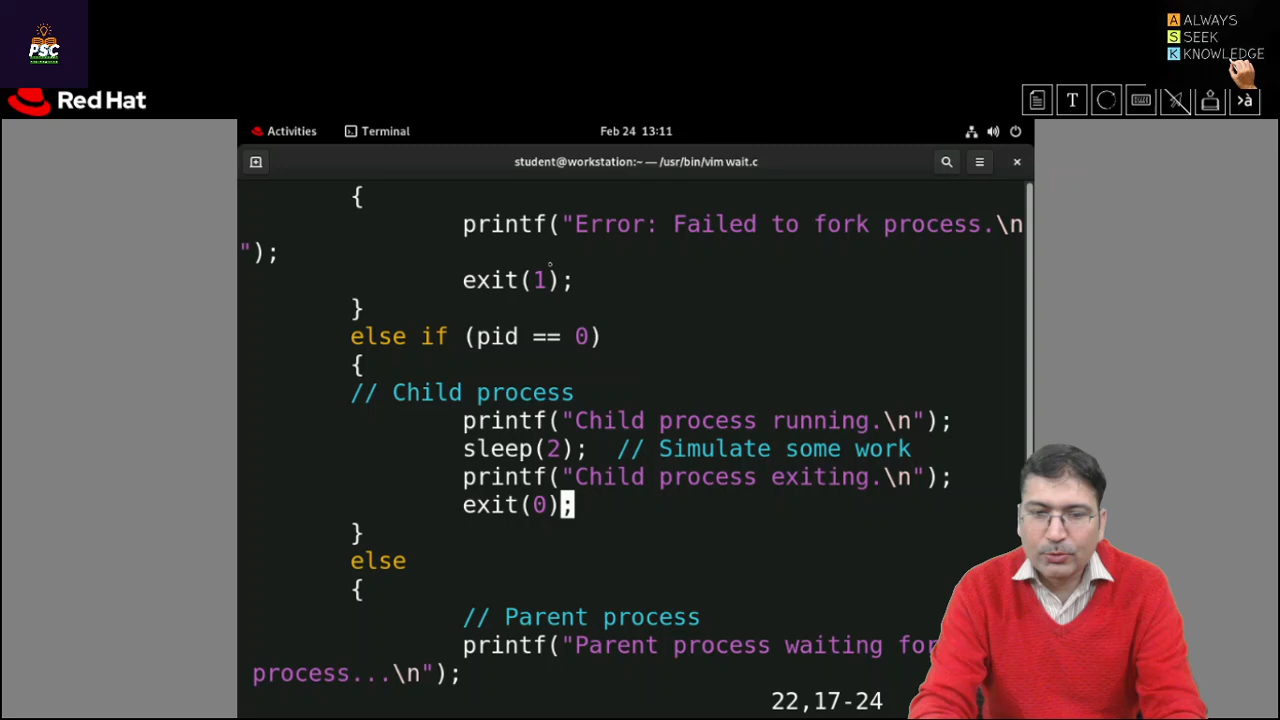 PSC
A ALWAYS
S SEEK
K KNOWLEDGE
Red Hat
T
>à
Activities
Terminal
Feb 24 13:11
student@workstation:~ — /usr/bin/vim wait.c
{
printf("Error: Failed to fork process.\n
");
exit(1);
}
else if (pid == 0)
{
// Child process
printf("Child process running.\n");
sleep(2);  // Simulate some work
printf("Child process exiting.\n");
exit(0);
}
else
{
// Parent process
printf("Parent process waiting for
process...\n");
22,17-24